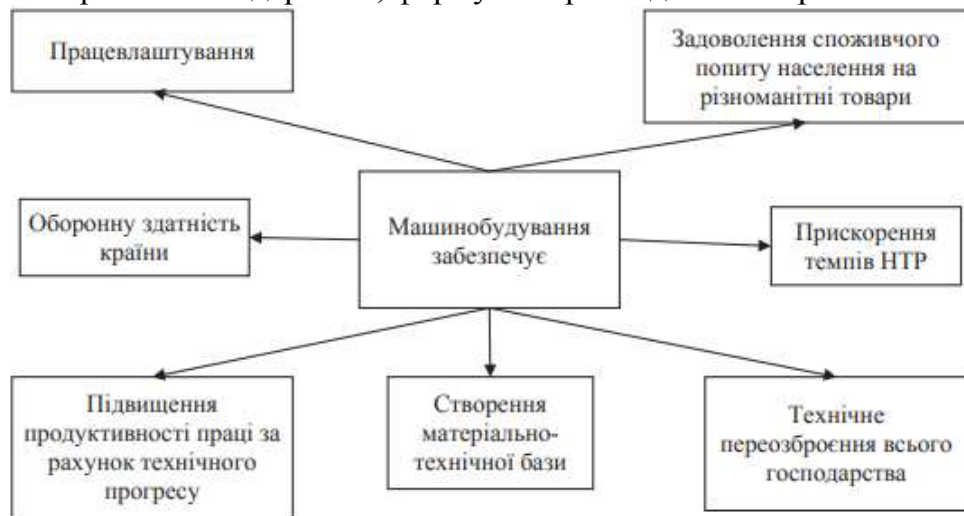 Працевлаштування
Задоволення споживчого
попиту населення на
різноманітні товари
Оборонну здатність
країни
Машинобудування
забезпечує
Прискорення
темпів НТР
Підвищення
продуктивності праці за
рахунок технічного
прогресу
Створення
матеріально-
технічної бази
Технічне
переозброєння всього
господарства